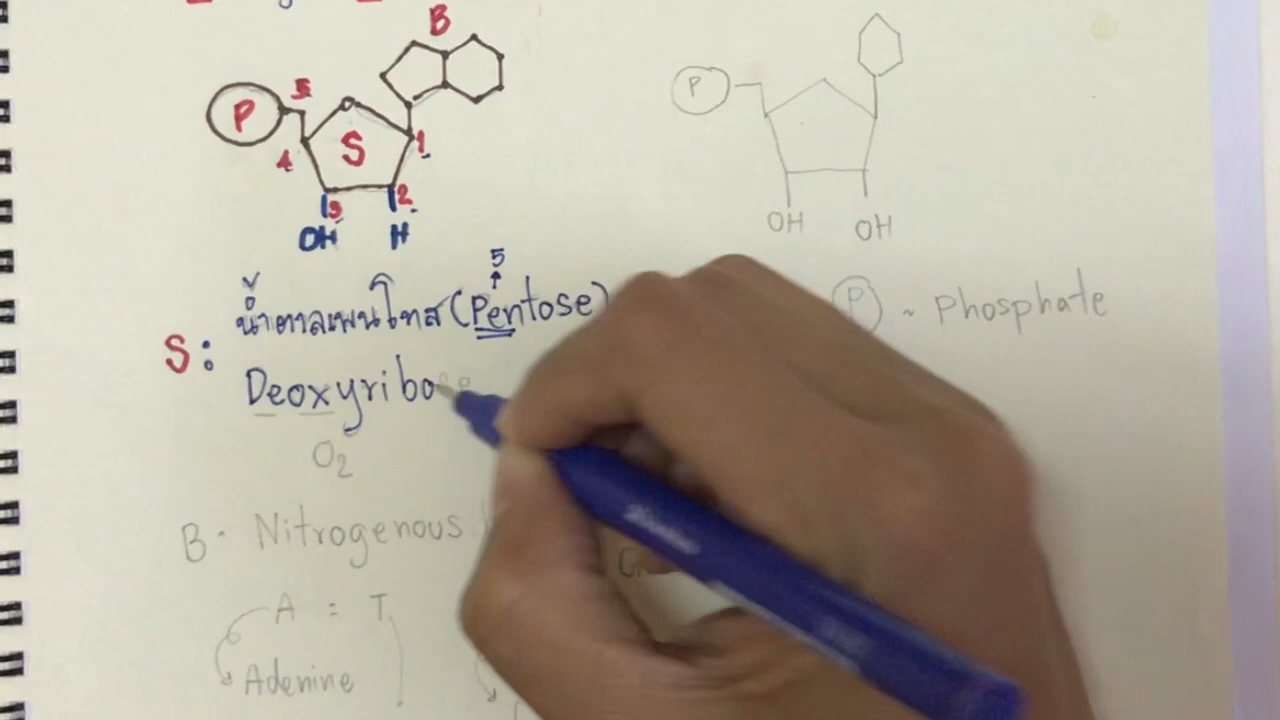 B
P 5 S 4 1 3 2
OH H
P
OH OH
5
น้ำตาลเพนโทส (Pentose)
S:
Deoxyribose
O2
P ~ Phosphate
B. Nitrogenous
A = T
Adenine